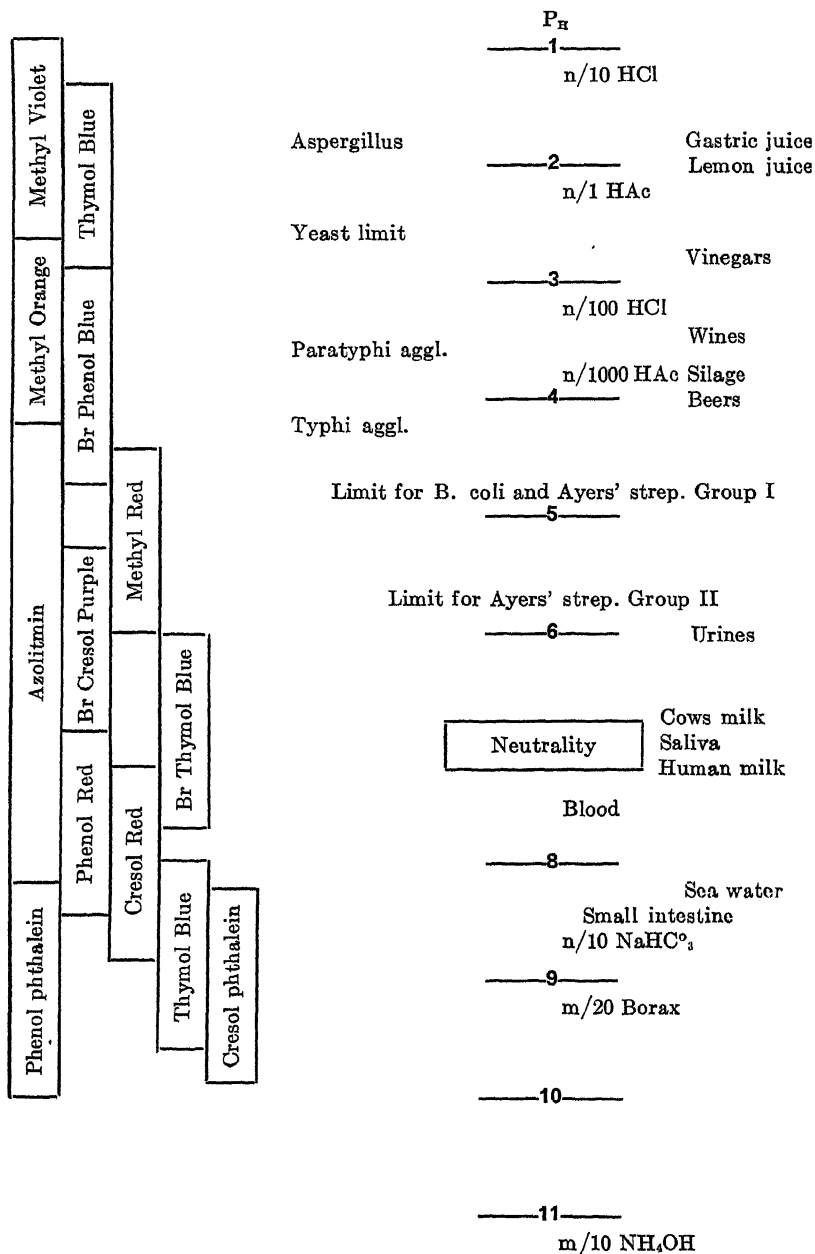 P_H
1
n/10 HCl
Aspergillus
Gastric juice
2
Lemon juice
n/1 HAc
Yeast limit
Vinegars
3
n/100 HCl
Wines
Paratyphi aggl.
n/1000 HAc Silage
4
Beers
Typhi aggl.
Limit for B. coli and Ayers' strep. Group I
5
Limit for Ayers' strep. Group II
6
Urines
Cows milk
Neutrality
Saliva
Human milk
Blood
8
Sea water
Small intestine
n/10 NaHCº₃
9
m/20 Borax
10
11
m/10 NH₄OH
Methyl Violet
Methyl Orange
Azolitmin
Phenol phthalein
Thymol Blue
Br Phenol Blue
Br Cresol Purple
Phenol Red
Methyl Red
Cresol Red
Br Thymol Blue
Thymol Blue
Cresol phthalein